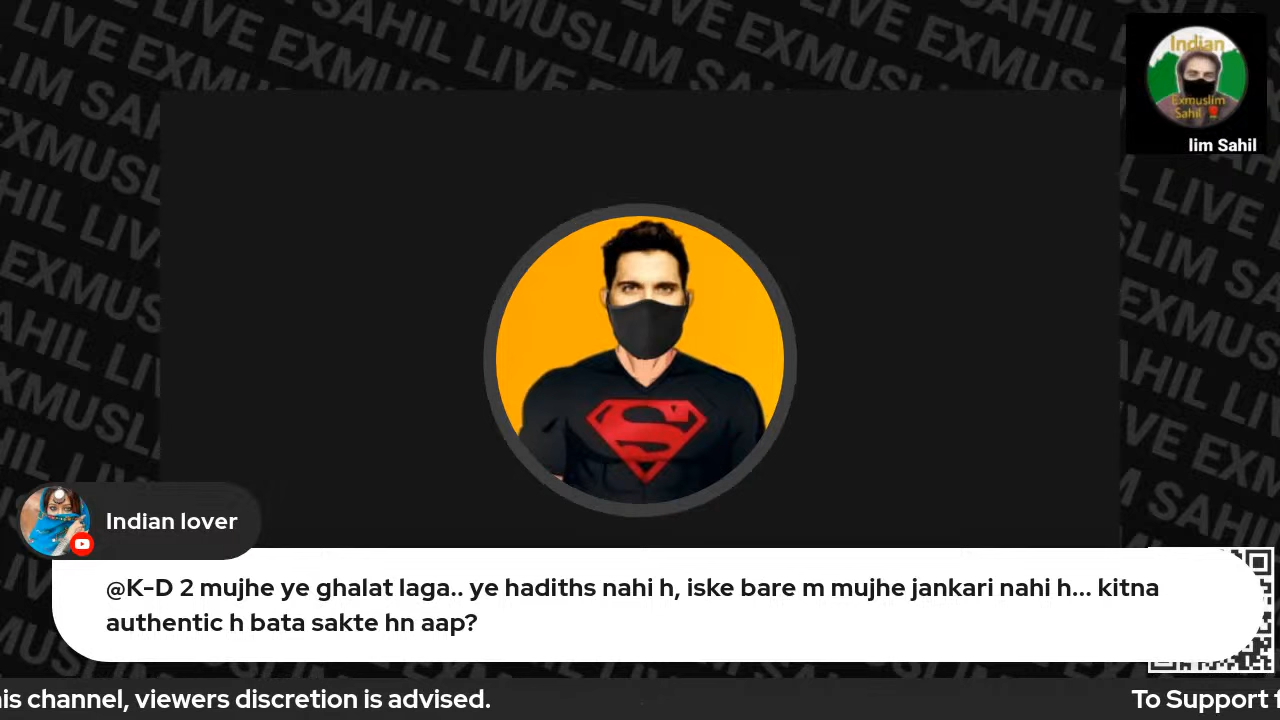 Indian
Exmuslim
Sahil
lim Sahil
Indian lover
@K-D 2 mujhe ye ghalat laga.. ye hadiths nahi h, iske bare m mujhe jankari nahi h... kitna
authentic h bata sakte hn aap?
is channel, viewers discretion is advised.
To Support